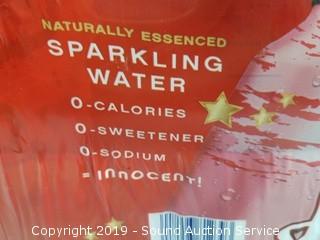 NATURALLY ESSENCED
SPARKLING
WATER
0-CALORIES
0-SWEETENER
0-SODIUM
= INNOCENT!
Copyright 2019 - Sound Auction Service